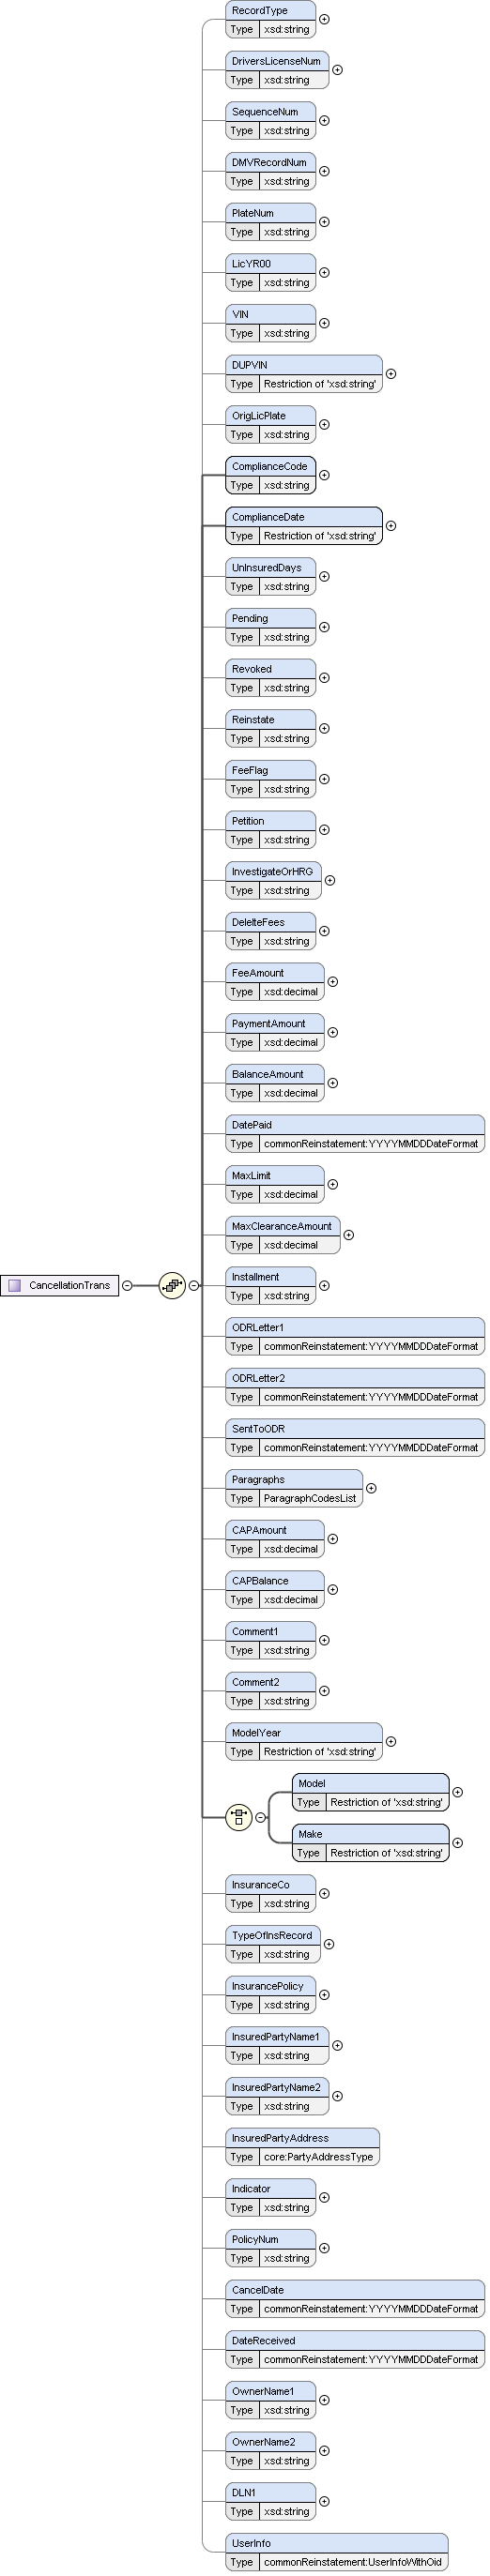 RecordType
Type xsd:string
DriversLicenseNum
Type xsd:string
SequenceNum
Type xsd:string
DMVRecordNum
Type xsd:string
PlateNum
Type xsd:string
LicYR00
Type xsd:string
VIN
Type xsd:string
DUPVIN
Type Restriction of 'xsd:string'
OrigLicPlate
Type xsd:string
ComplianceCode
Type xsd:string
ComplianceDate
Type Restriction of 'xsd:string'
UnInsuredDays
Type xsd:string
Pending
Type xsd:string
Revoked
Type xsd:string
Reinstate
Type xsd:string
FeeFlag
Type xsd:string
Petition
Type xsd:string
InvestigateOrHRG
Type xsd:string
DelelteFees
Type xsd:string
FeeAmount
Type xsd:decimal
PaymentAmount
Type xsd:decimal
BalanceAmount
Type xsd:decimal
DatePaid
Type commonReinstatement:YYYYMMDDDateFormat
MaxLimit
Type xsd:decimal
MaxClearanceAmount
Type xsd:decimal
CancellationTrans
Installment
Type xsd:string
ODRLetter1
Type commonReinstatement:YYYYMMDDDateFormat
ODRLetter2
Type commonReinstatement:YYYYMMDDDateFormat
SentToODR
Type commonReinstatement:YYYYMMDDDateFormat
Paragraphs
Type ParagraphCodesList
CAPAmount
Type xsd:decimal
CAPBalance
Type xsd:decimal
Comment1
Type xsd:string
Comment2
Type xsd:string
ModelYear
Type Restriction of 'xsd:string'
Model
Type Restriction of 'xsd:string'
Make
Type Restriction of 'xsd:string'
InsuranceCo
Type xsd:string
TypeOfInsRecord
Type xsd:string
InsurancePolicy
Type xsd:string
InsuredPartyName1
Type xsd:string
InsuredPartyName2
Type xsd:string
InsuredPartyAddress
Type core:PartyAddressType
Indicator
Type xsd:string
PolicyNum
Type xsd:string
CancelDate
Type commonReinstatement:YYYYMMDDDateFormat
DateReceived
Type commonReinstatement:YYYYMMDDDateFormat
OwnerName1
Type xsd:string
OwnerName2
Type xsd:string
DLN1
Type xsd:string
UserInfo
Type commonReinstatement:UserInfoWithOid